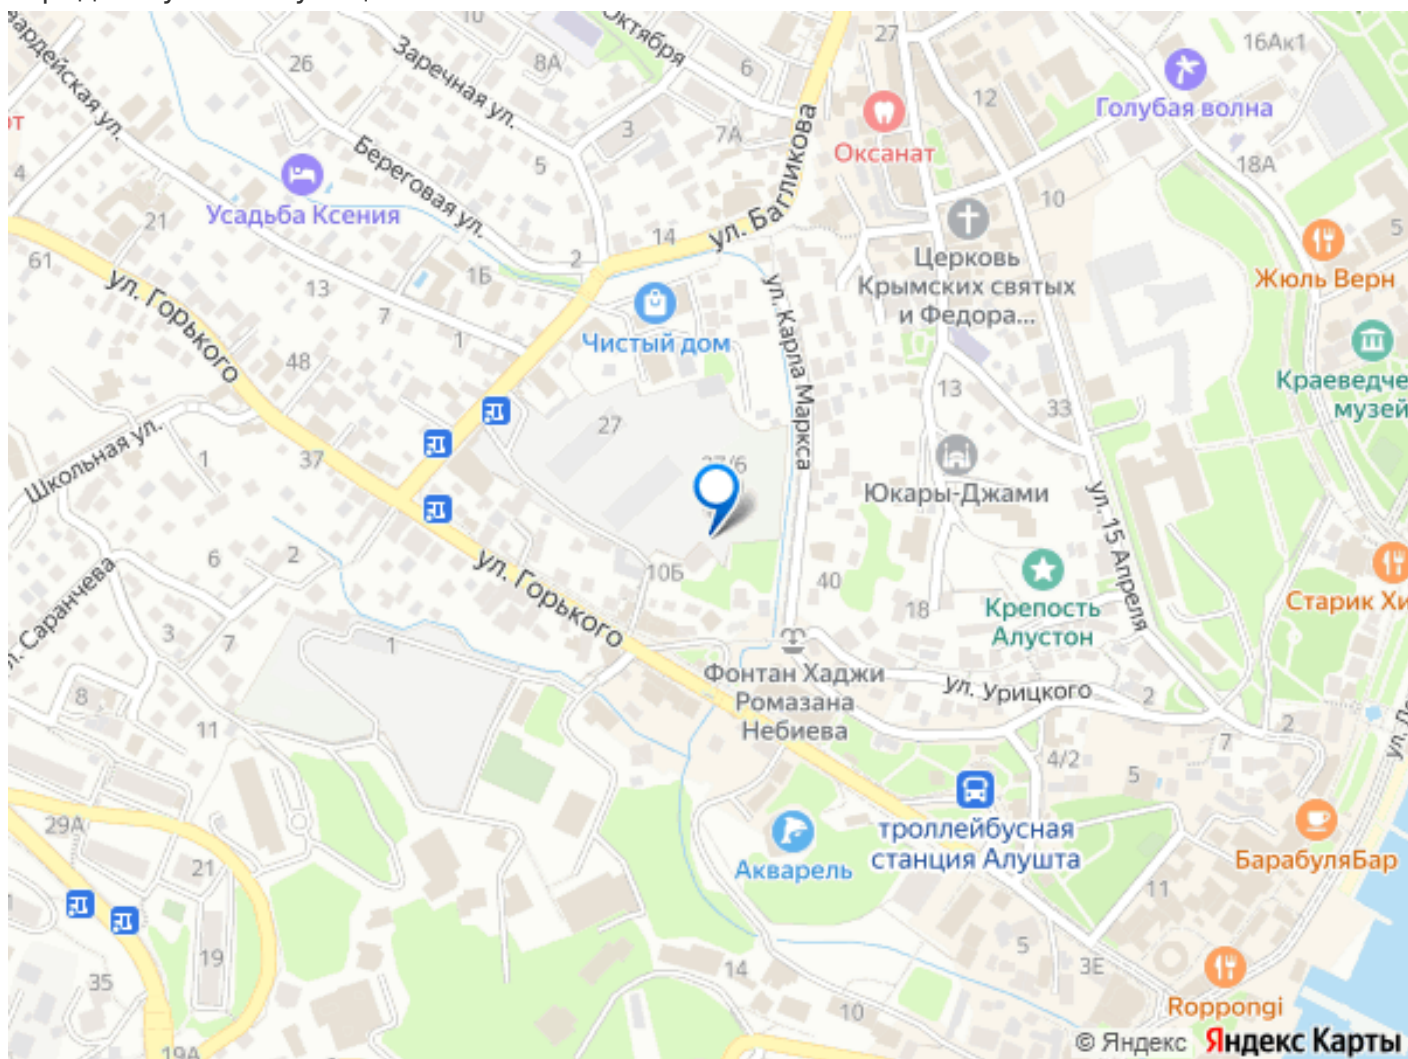 Октября
27
16Ак1
10
Заречная ул.
8А
6
26
12
Голубая волна
3
7А
Оксанат
18А
4
Береговая ул.
5
10
Усадьба Ксения
21
14
ул. Багликова
5
61
2
Церковь
Крымских святых
и Федора...
1Б
Жюль Верн
ул. Горького
13
7
1
Чистый дом
ул. Карла Маркса
48
13
33
Краеведче
музей
27
Школьная ул.
1
37
Юкары-Джами
ул. 15 Апреля
6
2
ул. Горького
10Б
40
18
Крепость
Алустон
Старик Хи
Саранчева
3
7
1
Фонтан Хаджи
Ромазана
Небиева
ул. Урицкого
2
8
11
2
7
4/2
5
троллейбусная
станция Алушта
29А
21
Акварель
БарабуляБар
11
19
35
14
5
3Е
10
Roppongi
19А
© Яндекс Яндекс Карты